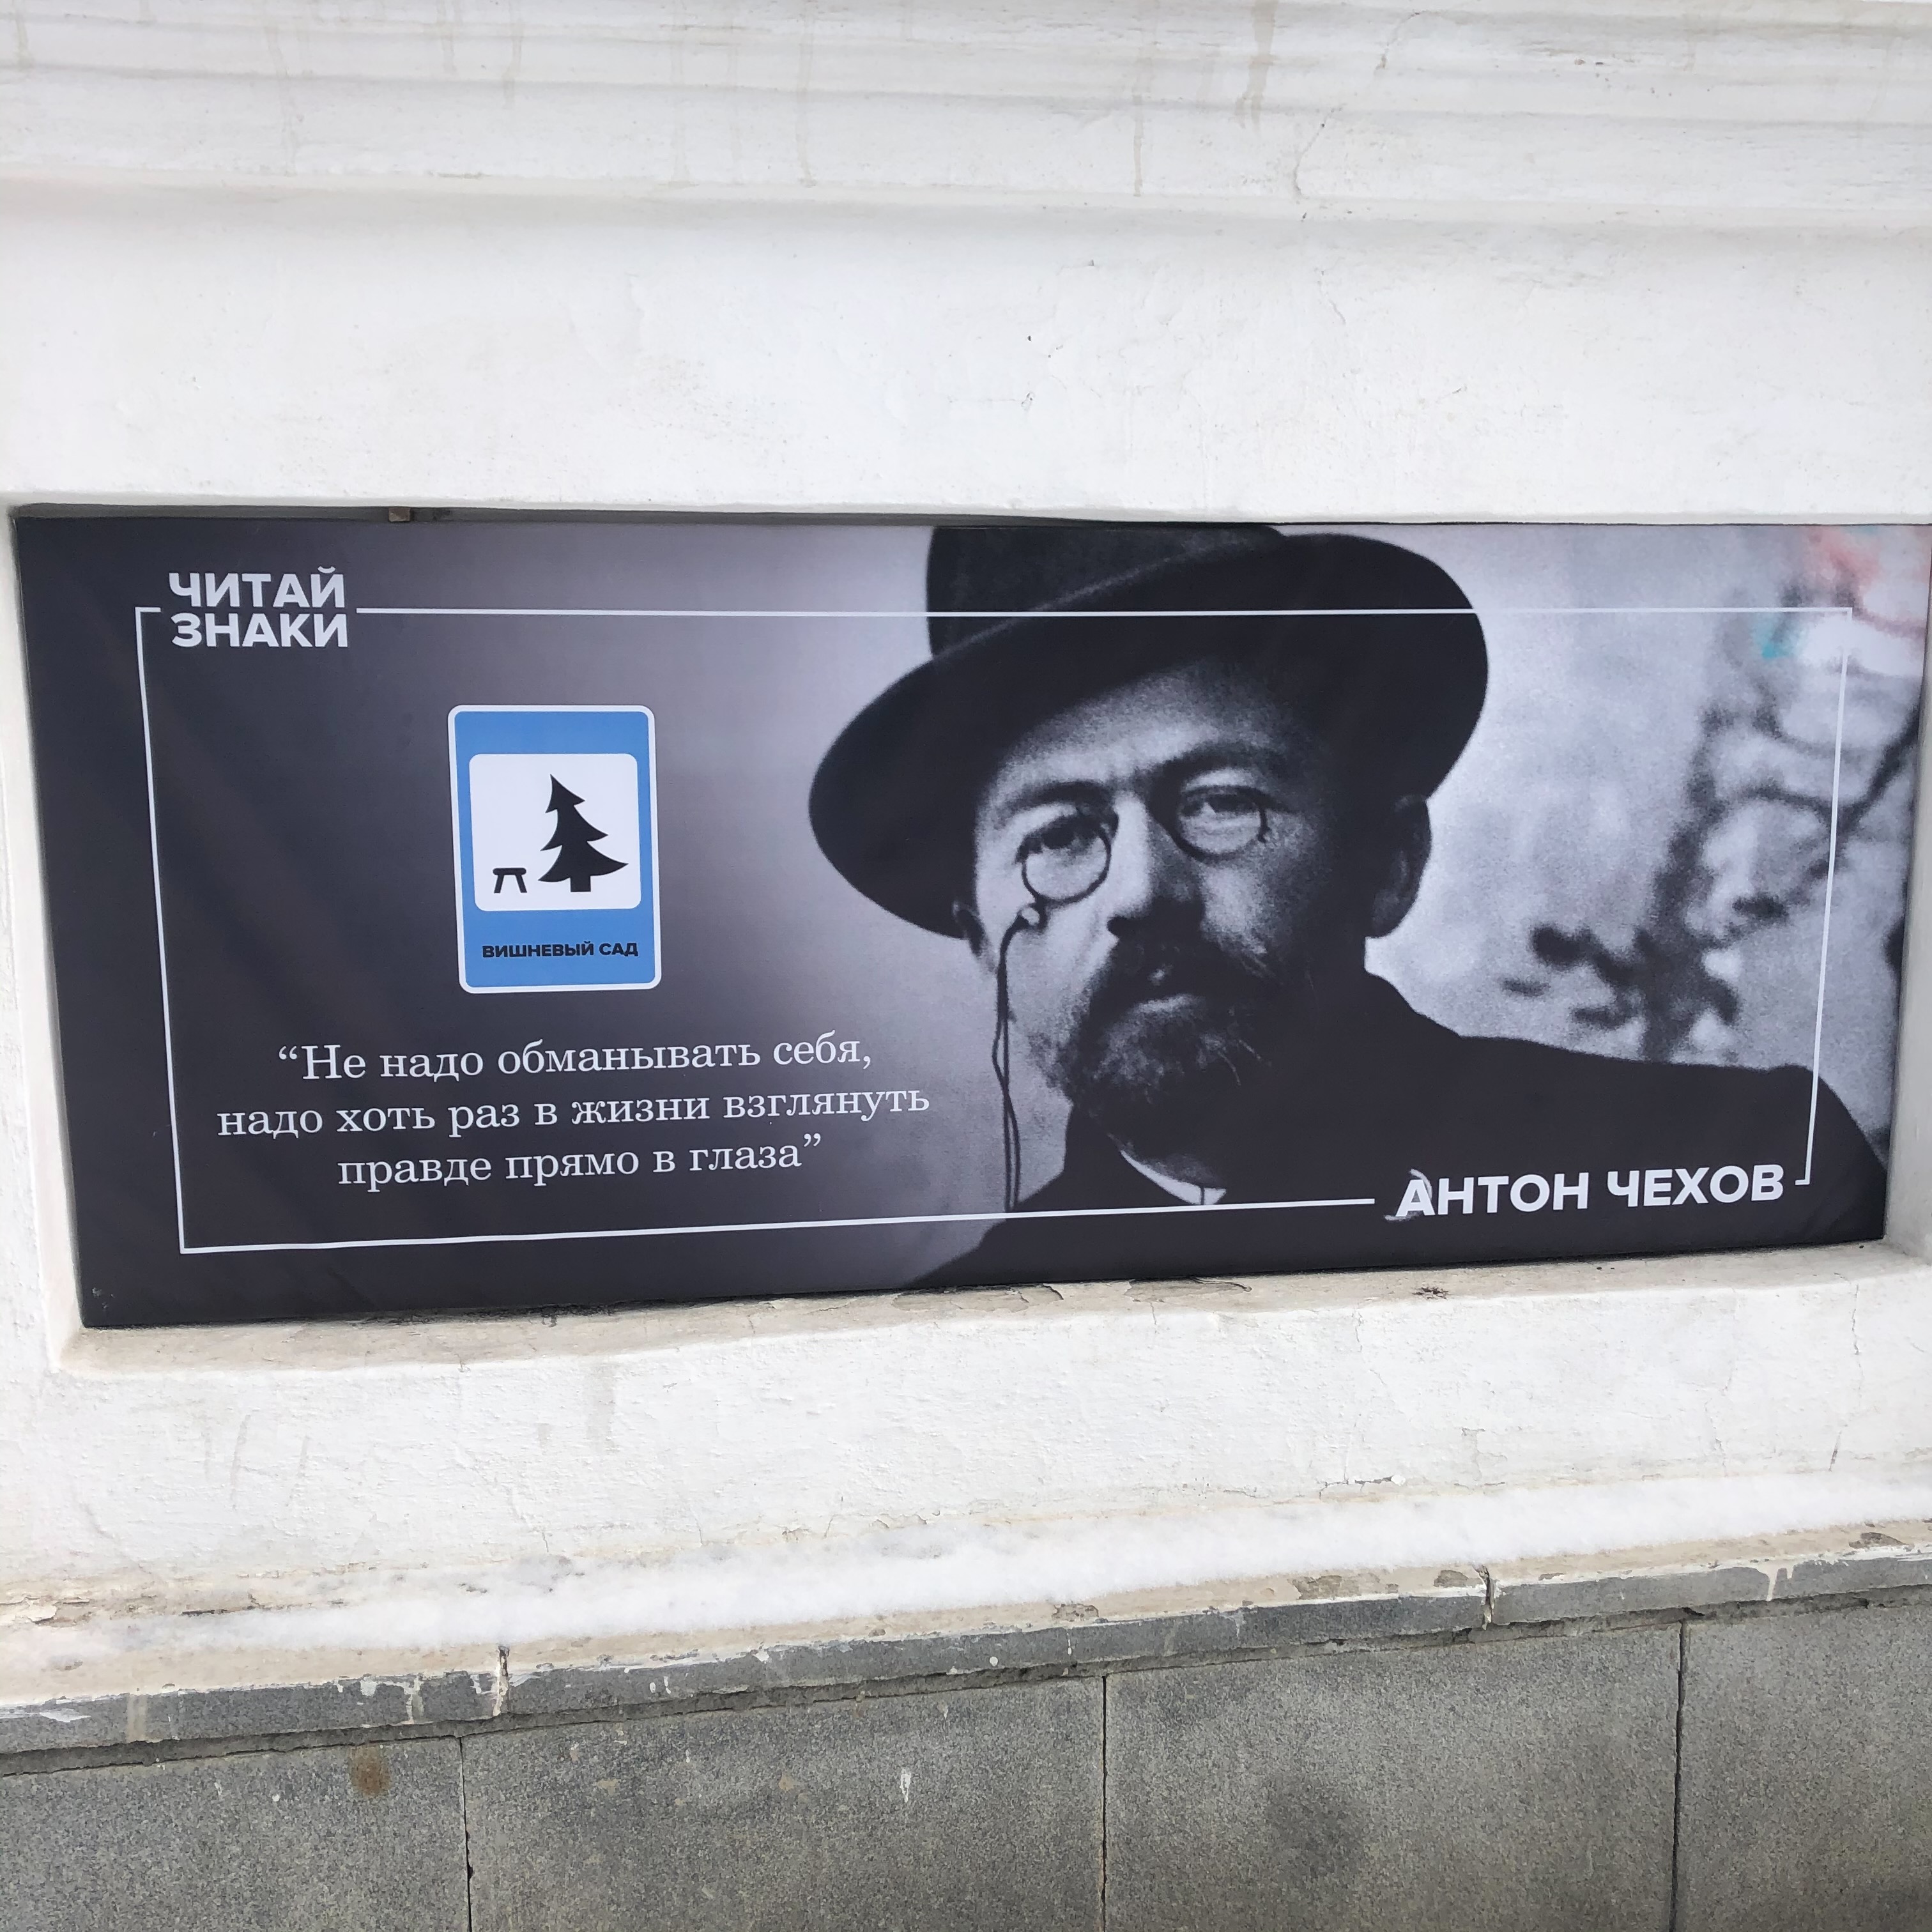 ЧИТАЙ
ЗНАКИ
ВИШНЕВЫЙ САД
“Не надо обманывать себя,
надо хоть раз в жизни взглянуть
правде прямо в глаза”
АНТОН ЧЕХОВ